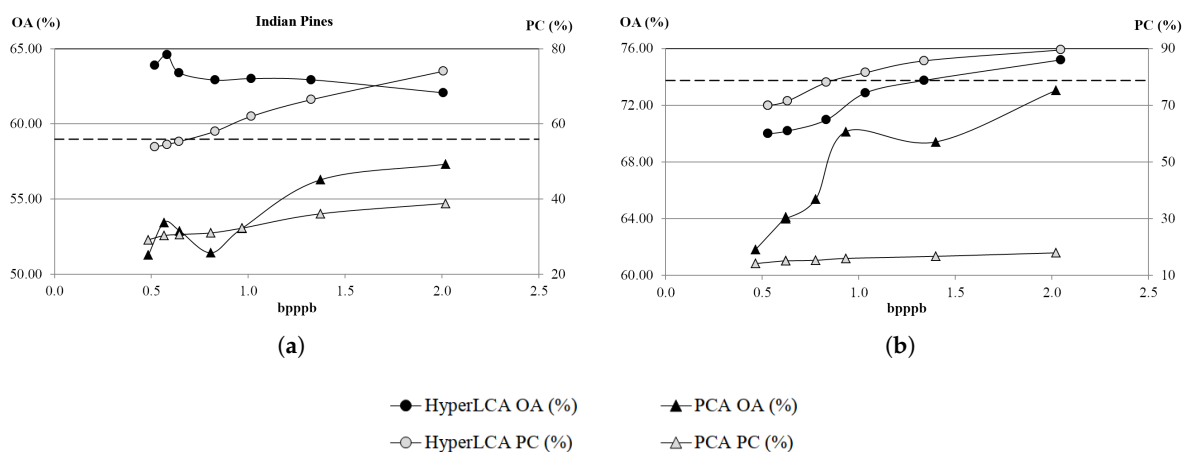 OA (%) Indian Pines PC (%)
65.00 80
60.00 60
55.00 40
50.00 20
0.0 0.5 1.0 1.5 2.0 2.5
bpppb
(a)
OA (%) PC (%)
76.00 90
72.00 70
68.00 50
64.00 30
60.00 10
0.0 0.5 1.0 1.5 2.0 2.5
bpppb
(b)
HyperLCA OA (%) PCA OA (%)
HyperLCA PC (%) PCA PC (%)